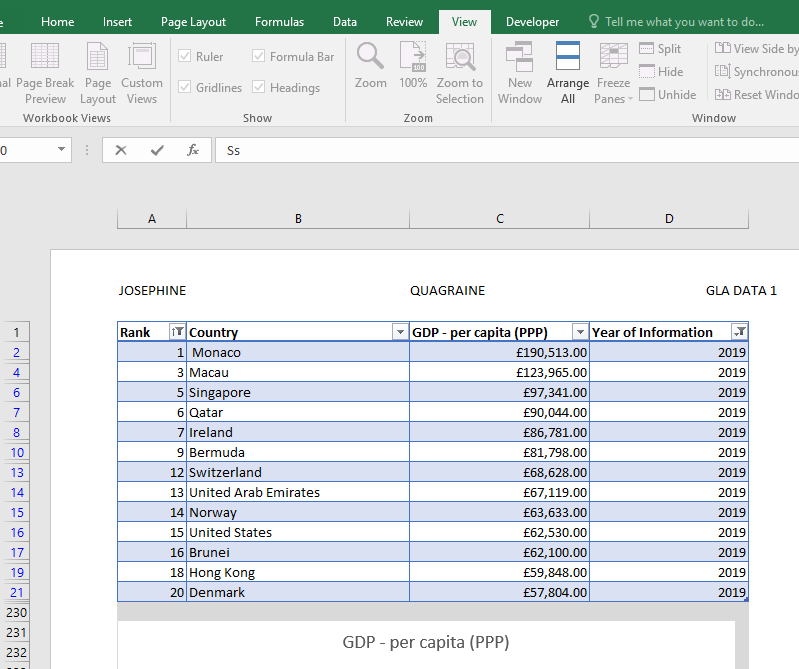 e Home Insert Page Layout Formulas Data Review View Developer Tell me what you want to do...
Ruler Formula Bar
Gridlines Headings
al Page Break Preview Page Layout Custom Views Zoom 100% Zoom to Selection New Window Arrange All Freeze Panes
Split View Side by
Hide Synchronou
Unhide Reset Windo
Workbook Views Show Zoom Window
0 fx Ss
A B C D
JOSEPHINE QUAGRAINE GLA DATA 1
1 Rank Country GDP - per capita (PPP) Year of Information
2 1 Monaco £190,513.00 2019
4 3 Macau £123,965.00 2019
6 5 Singapore £97,341.00 2019
7 6 Qatar £90,044.00 2019
8 7 Ireland £86,781.00 2019
10 9 Bermuda £81,798.00 2019
13 12 Switzerland £68,628.00 2019
14 13 United Arab Emirates £67,119.00 2019
15 14 Norway £63,633.00 2019
16 15 United States £62,530.00 2019
17 16 Brunei £62,100.00 2019
19 18 Hong Kong £59,848.00 2019
21 20 Denmark £57,804.00 2019
230
231
GDP - per capita (PPP)
232